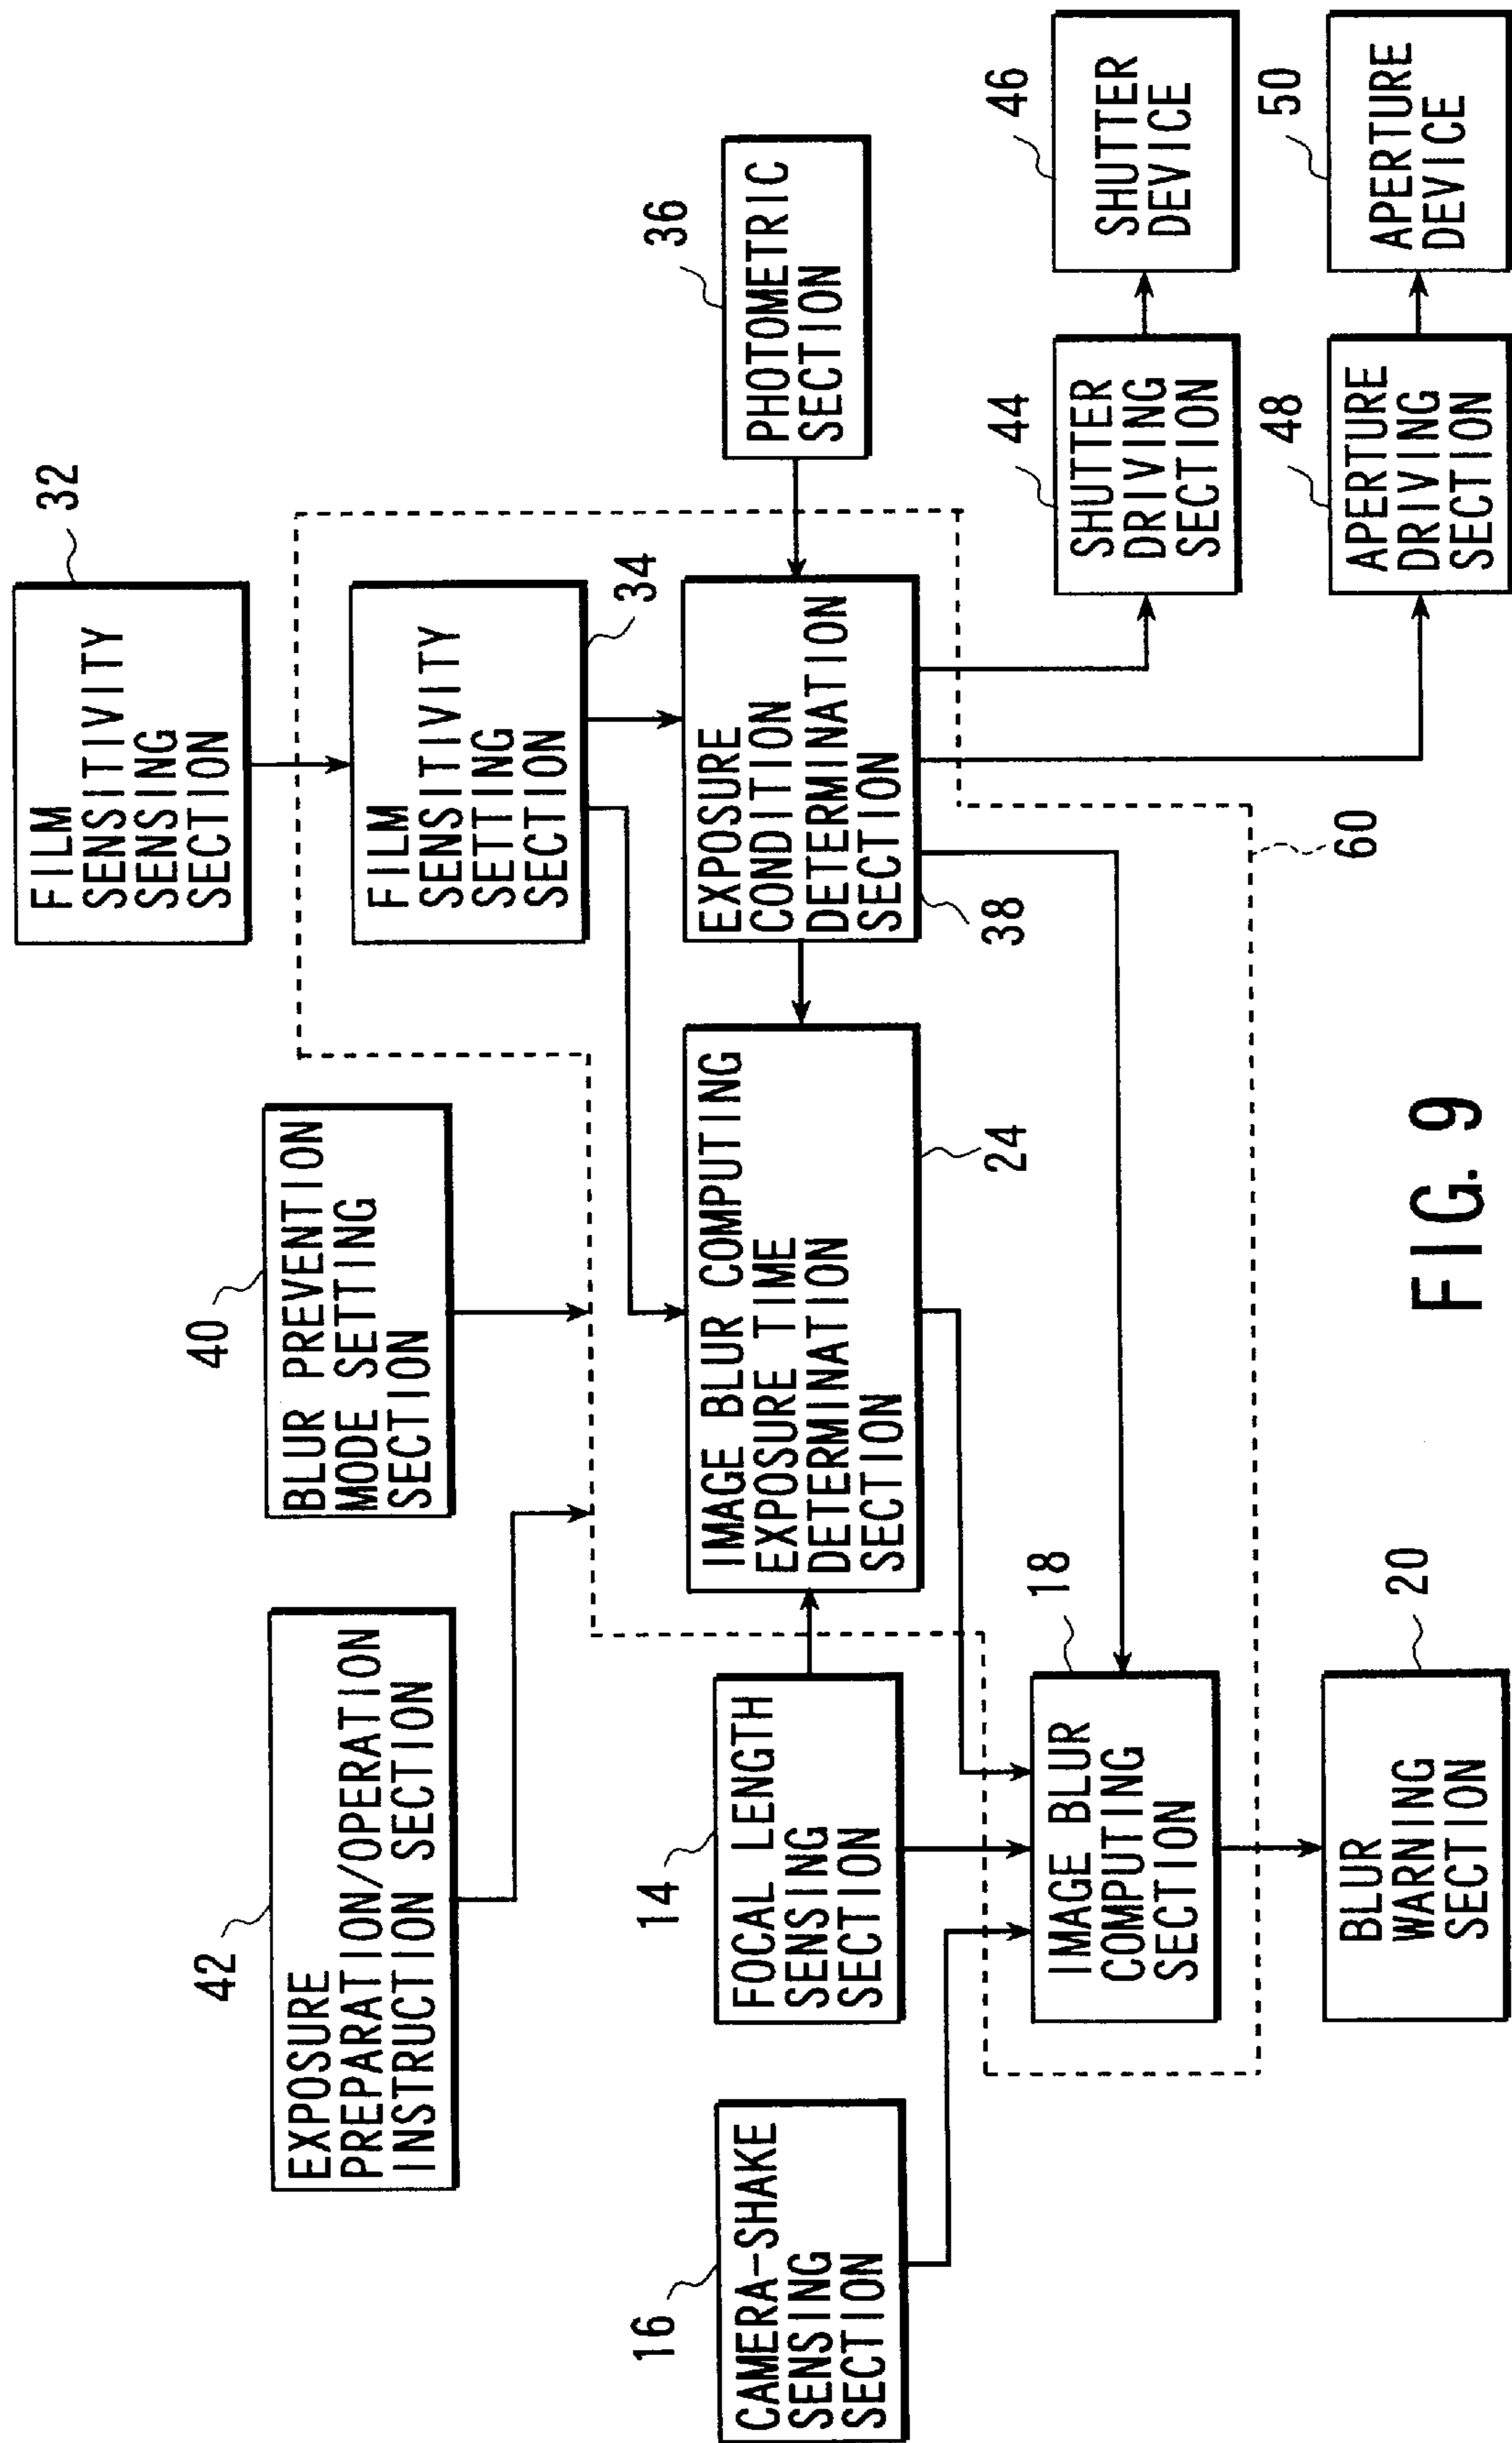 32
FILM
SENSITIVITY
SENSING
SECTION
40
BLUR PREVENTION
MODE SETTING
SECTION
42
EXPOSURE
PREPARATION/OPERATION
INSTRUCTION SECTION
FILM
SENSITIVITY
SETTING
SECTION
34
36
PHOTOMETRIC
SECTION
EXPOSURE
CONDITION
DETERMINATION
SECTION
38
IMAGE BLUR COMPUTING
EXPOSURE TIME
DETERMINATION
SECTION
24
14
FOCAL LENGTH
SENSING
SECTION
16
CAMERA-SHAKE
SENSING
SECTION
18
IMAGE BLUR
COMPUTING
SECTION
44
SHUTTER
DRIVING
SECTION
46
SHUTTER
DEVICE
48
APERTURE
DRIVING
SECTION
50
APERTURE
DEVICE
60
20
BLUR
WARNING
SECTION
FIG. 9